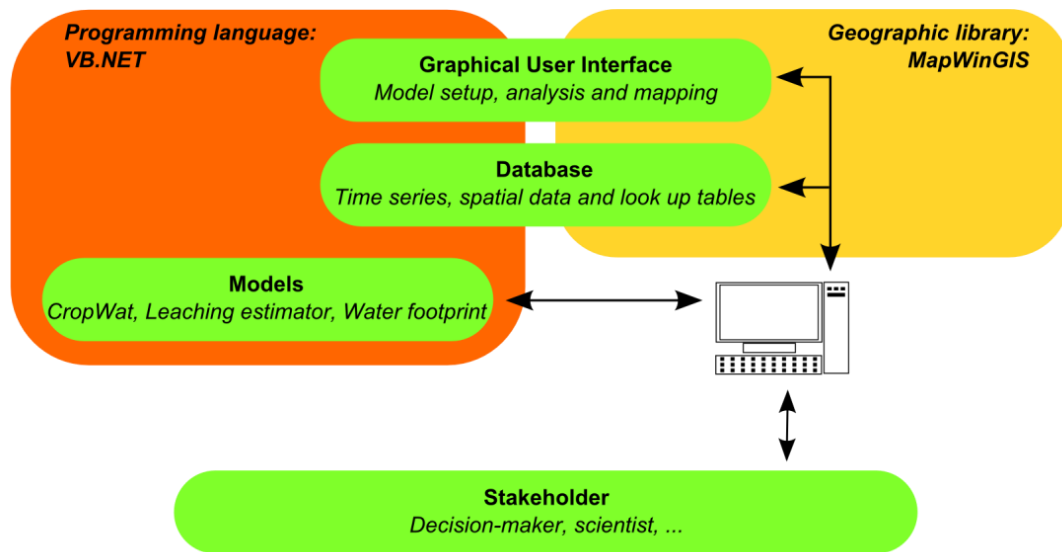 Programming language:
VB.NET
Geographic library:
MapWinGIS
Graphical User Interface
Model setup, analysis and mapping
Database
Time series, spatial data and look up tables
Models
CropWat, Leaching estimator, Water footprint
Stakeholder
Decision-maker, scientist, ...